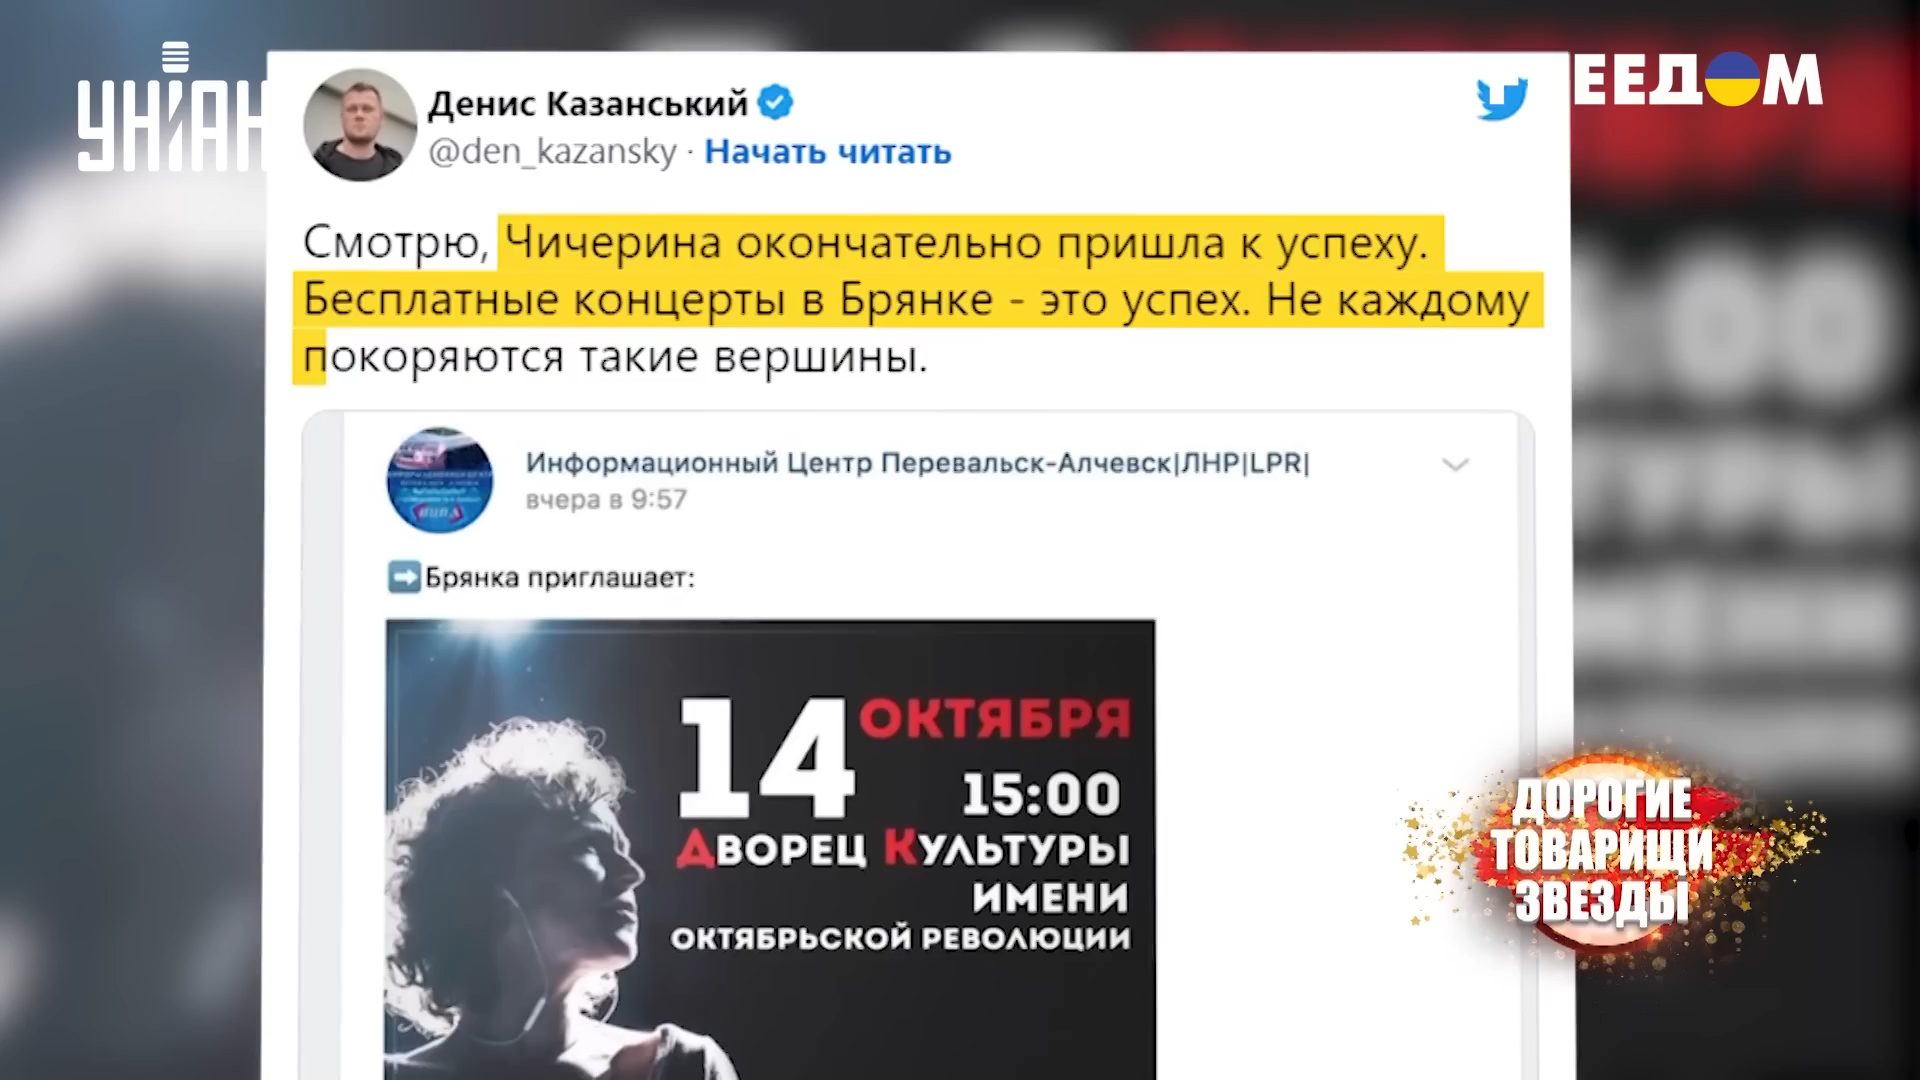 УНІАН
ЕЕДОМ
Денис Казанський
@den_kazansky · Начать читать
Смотрю, Чичерина окончательно пришла к успеху.
Бесплатные концерты в Брянке - это успех. Не каждому
покоряются такие вершины.
Информационный Центр Перевальск-Алчевск|ЛНР|LPR|
вчера в 9:57
Брянка приглашает:
14 ОКТЯБРЯ
15:00
ДВОРЕЦ КУЛЬТУРЫ
ИМЕНИ
ОКТЯБРЬСКОЙ РЕВОЛЮЦИИ
ДОРОГИЕ
ТОВАРИЩИ
ЗВЕЗДЫ